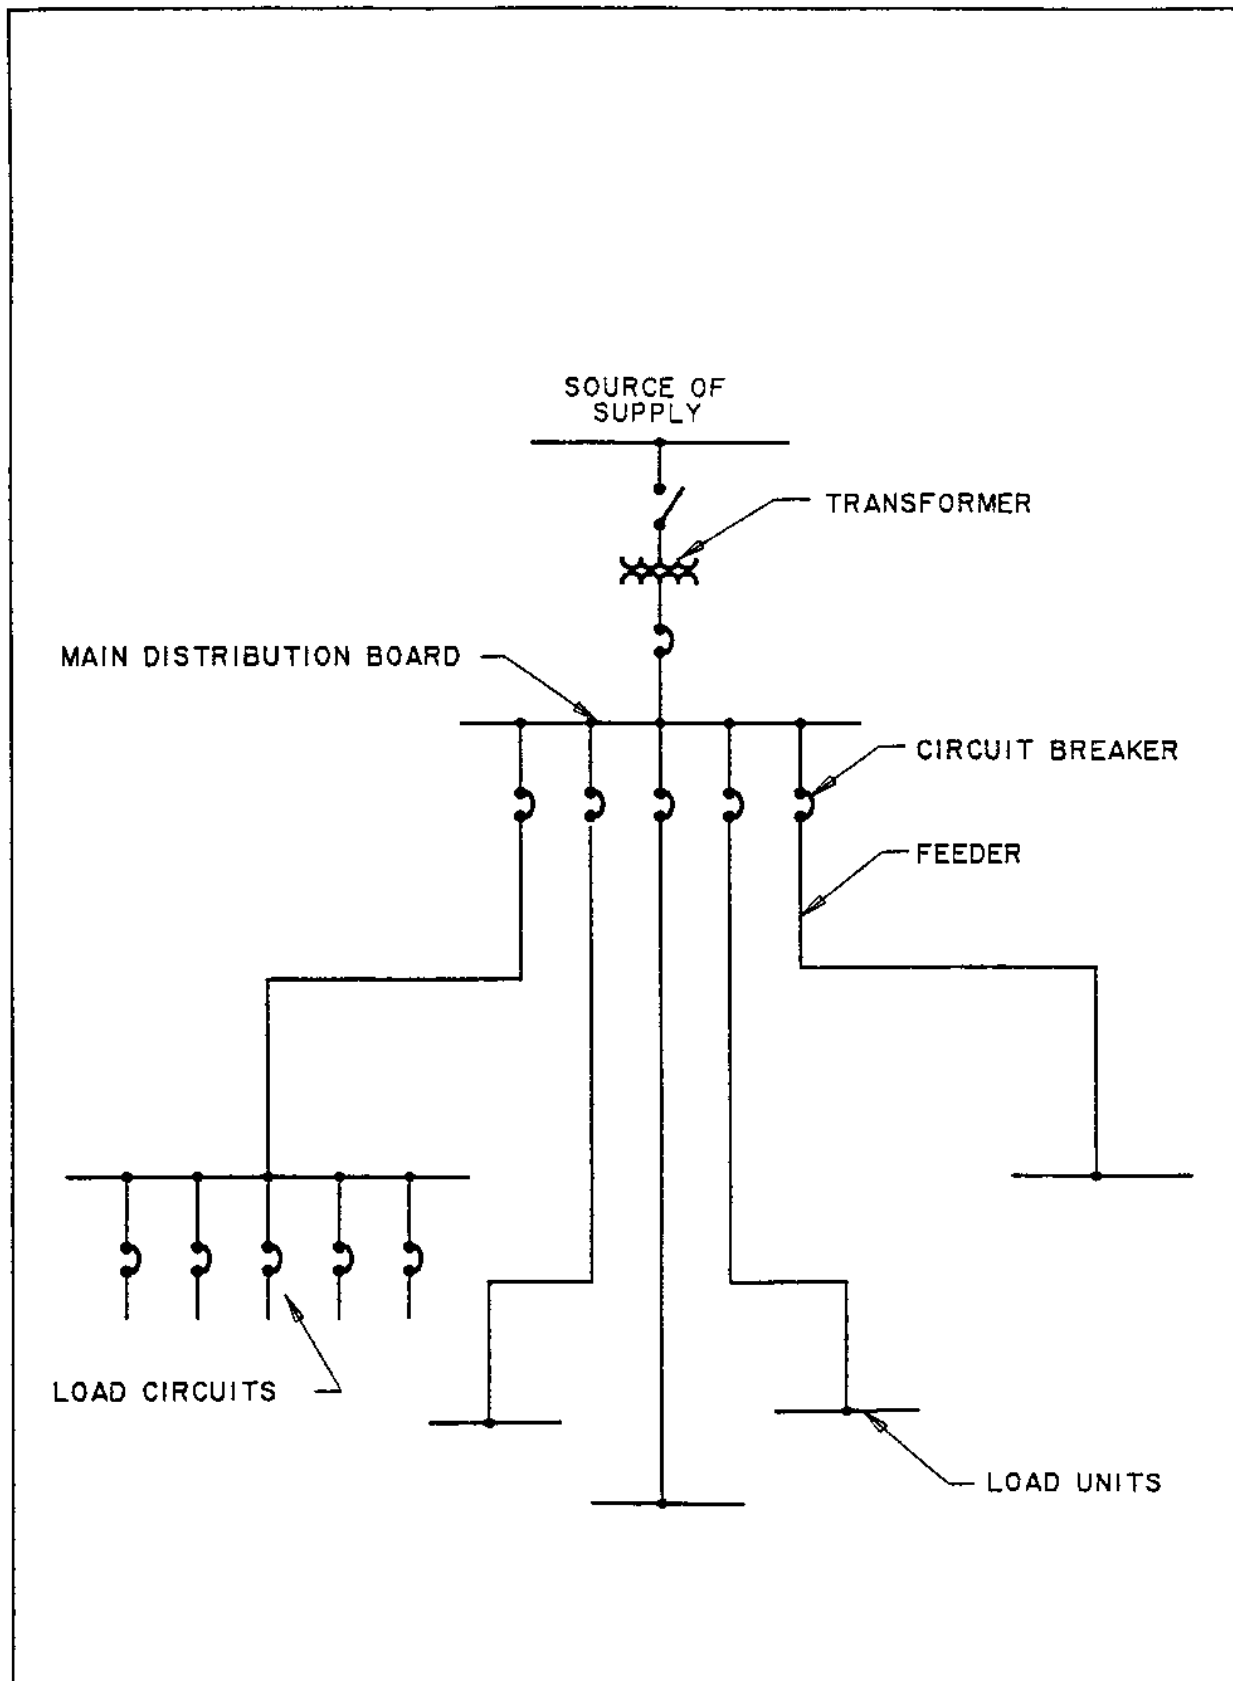 SOURCE OF
SUPPLY
TRANSFORMER
MAIN DISTRIBUTION BOARD
CIRCUIT BREAKER
FEEDER
LOAD CIRCUITS
LOAD UNITS